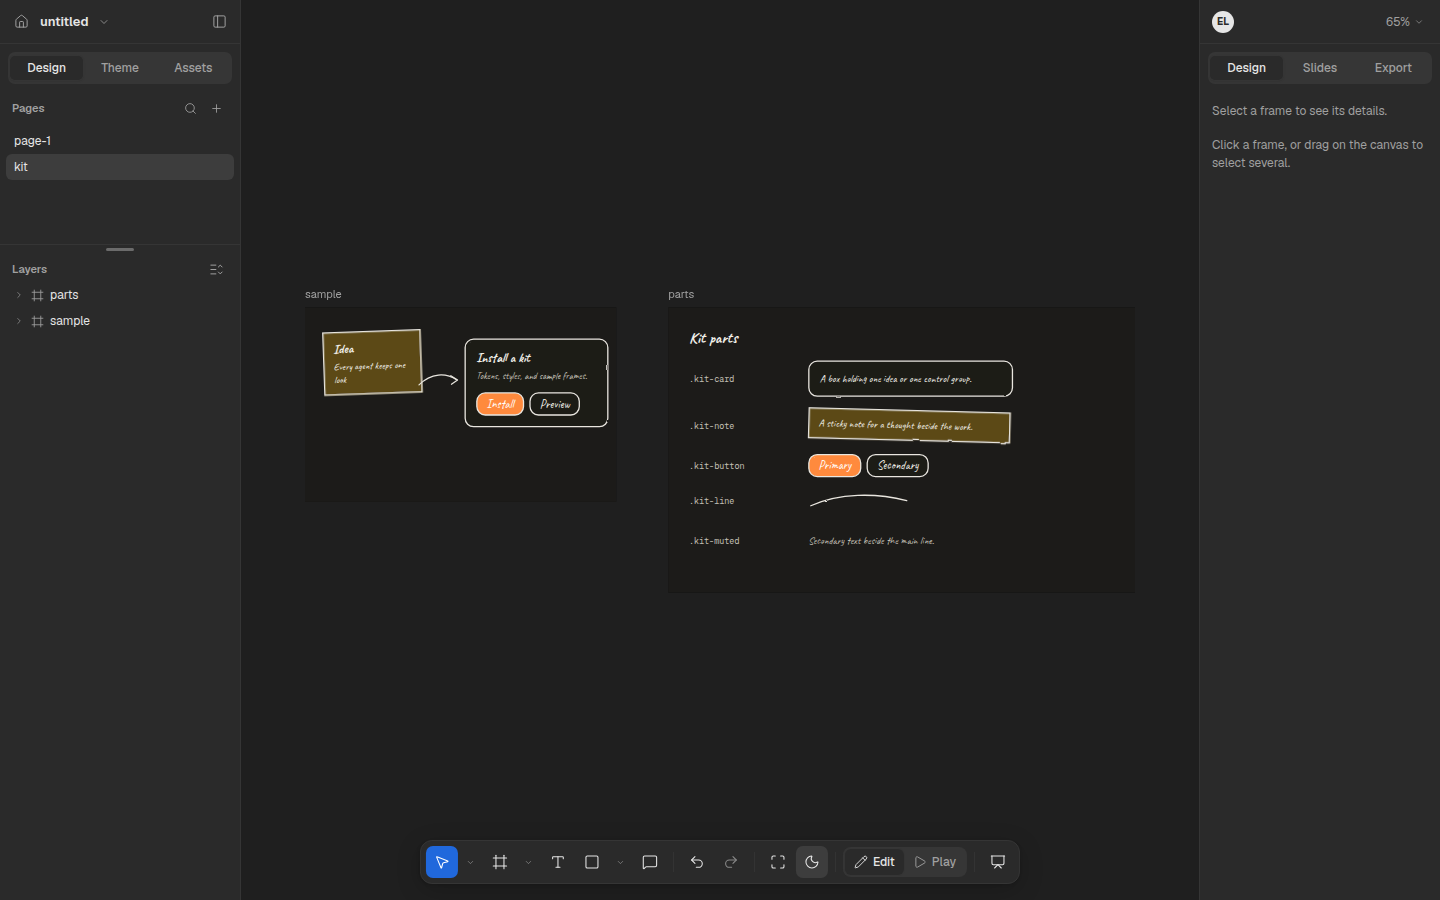 untitled
EL
65%
Design
Theme
Assets
Design
Slides
Export
Pages
page-1
kit
Layers
parts
sample
Select a frame to see its details.
Click a frame, or drag on the canvas to
select several.
sample
Idea
Every agent keeps one
look
Install a kit
Tokens, styles, and sample frames.
Install
Preview
parts
Kit parts
.kit-card
A box holding one idea or one control group.
.kit-note
A sticky note for a thought beside the work.
.kit-button
Primary
Secondary
.kit-line
.kit-muted
Secondary text beside the main line.
Edit
Play